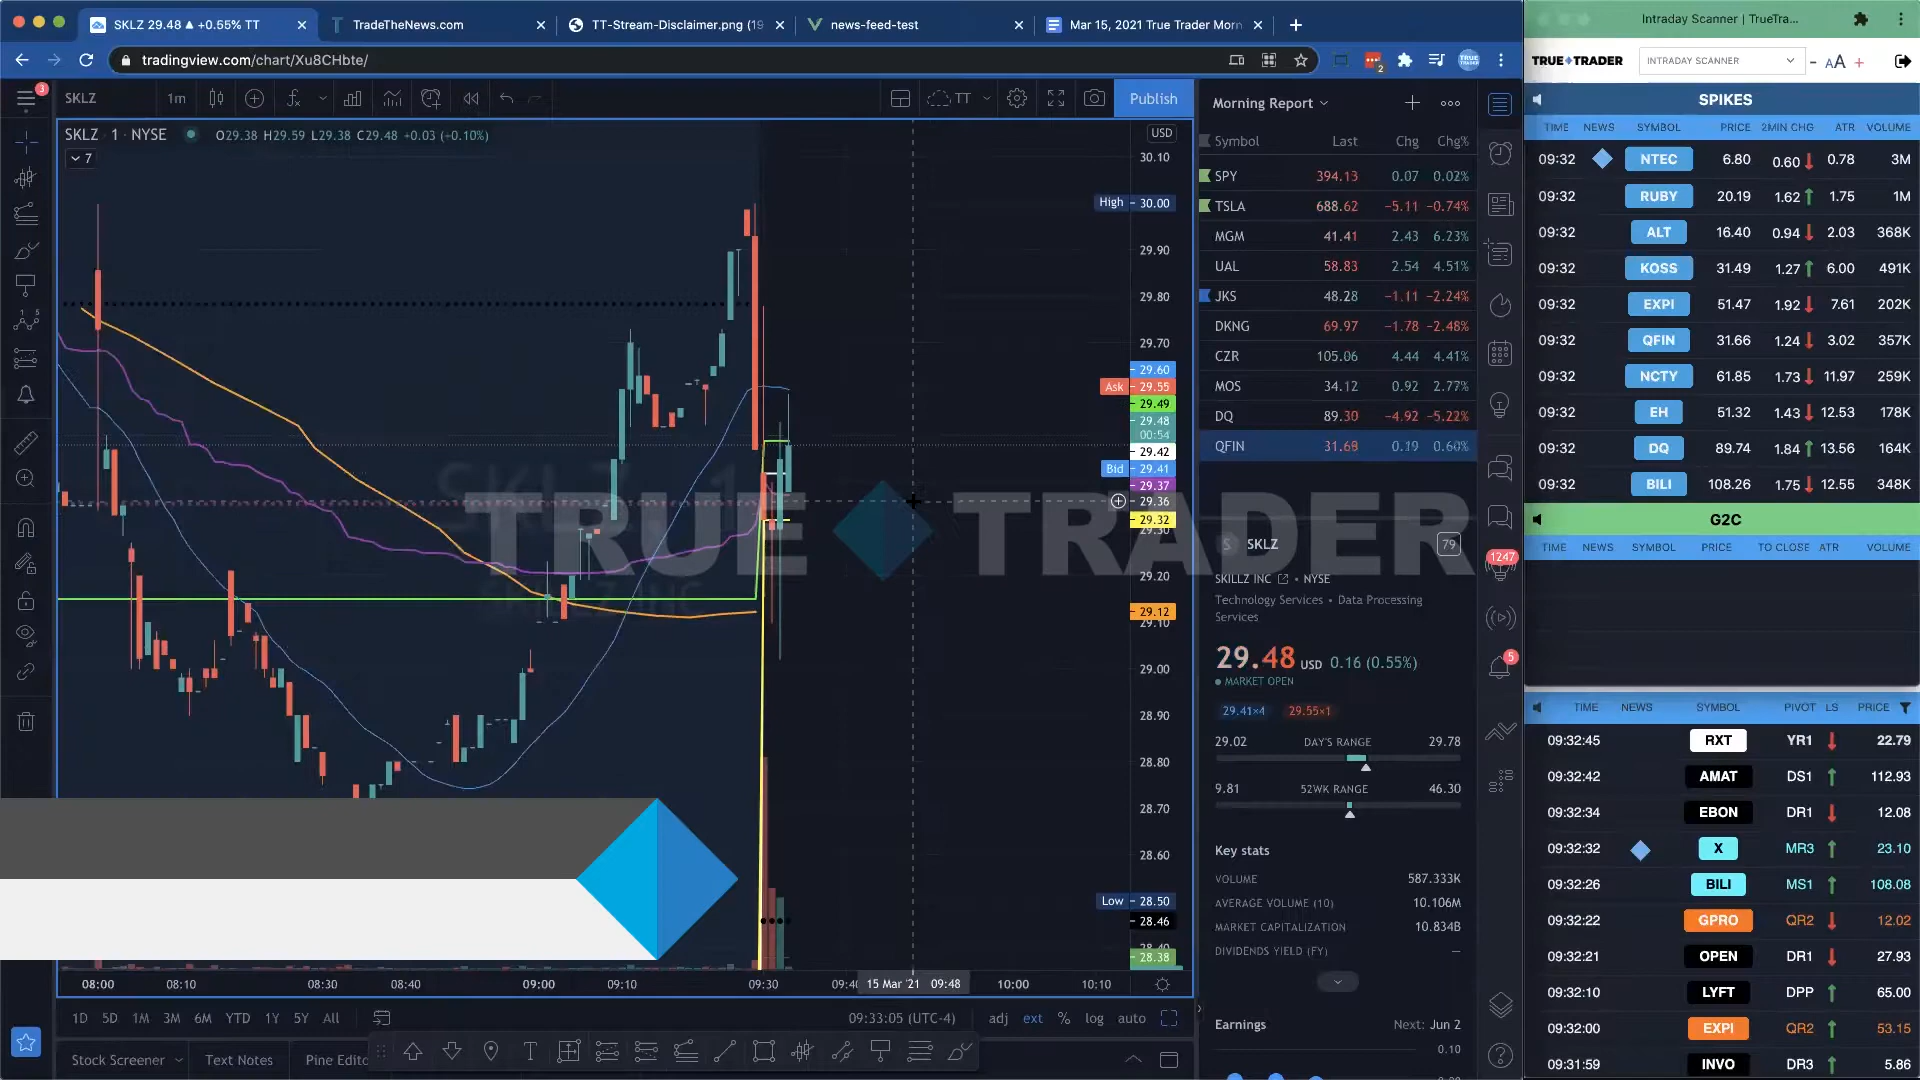 SKLZ 29.48 ▲ +0.55% TT
TradeTheNews.com
TT-Stream-Disclaimer.png (19
news-feed-test
Mar 15, 2021 True Trader Morn
tradingview.com/chart/Xu8CHbte/
SKLZ 1m Publish
SKLZ · 1 · NYSE O29.38 H29.59 L29.38 C29.48 +0.03 (+0.10%)
7
USD
30.10
High 30.00
29.90
29.80
29.70
29.60
Ask 29.55
29.49
29.48
00:54
29.42
Bid 29.41
29.37
29.36
29.32
29.30
29.20
29.12
29.10
29.00
28.90
28.80
28.70
28.60
Low 28.50
28.46
28.40
28.38
TRUE TRADER
08:00 08:10 08:30 08:40 09:00 09:10 09:30 09:40 15 Mar '21 09:48 10:00 10:10
1D 5D 1M 3M 6M YTD 1Y 5Y All 09:33:05 (UTC-4) adj ext % log auto
Stock Screener Text Notes Pine Edito
Morning Report
Symbol Last Chg Chg%
SPY 394.13 0.07 0.02%
TSLA 688.62 −5.11 −0.74%
MGM 41.41 2.43 6.23%
UAL 58.83 2.54 4.51%
JKS 48.28 −1.11 −2.24%
DKNG 69.97 −1.78 −2.48%
CZR 105.06 4.44 4.41%
MOS 34.12 0.92 2.77%
DQ 89.30 −4.92 −5.22%
QFIN 31.68 0.19 0.60%
S SKLZ 79
SKILLZ INC • NYSE
Technology Services • Data Processing
Services
29.48 USD 0.16 (0.55%)
MARKET OPEN
29.41×4 29.55×1
29.02 DAY'S RANGE 29.78
9.81 52WK RANGE 46.30
Key stats
VOLUME 587.333K
AVERAGE VOLUME (10) 10.106M
MARKET CAPITALIZATION 10.834B
DIVIDENDS YIELD (FY) —
Earnings Next: Jun 2
0.10
3
2
1247
5
Intraday Scanner | TrueTra...
TRUE TRADER INTRADAY SCANNER - AA +
SPIKES
TIME NEWS SYMBOL PRICE 2MIN CHG ATR VOLUME
09:32 NTEC 6.80 0.60 0.78 3M
09:32 RUBY 20.19 1.62 1.75 1M
09:32 ALT 16.40 0.94 2.03 368K
09:32 KOSS 31.49 1.27 6.00 491K
09:32 EXPI 51.47 1.92 7.61 202K
09:32 QFIN 31.66 1.24 3.02 357K
09:32 NCTY 61.85 1.73 11.97 259K
09:32 EH 51.32 1.43 12.53 178K
09:32 DQ 89.74 1.84 13.56 164K
09:32 BILI 108.26 1.75 12.55 348K
G2C
TIME NEWS SYMBOL PRICE TO CLOSE ATR VOLUME
TIME NEWS SYMBOL PIVOT LS PRICE
09:32:45 RXT YR1 22.79
09:32:42 AMAT DS1 112.93
09:32:34 EBON DR1 12.08
09:32:32 X MR3 23.10
09:32:26 BILI MS1 108.08
09:32:22 GPRO QR2 12.02
09:32:21 OPEN DR1 27.93
09:32:10 LYFT DPP 65.00
09:32:00 EXPI QR2 53.15
09:31:59 INVO DR3 5.86